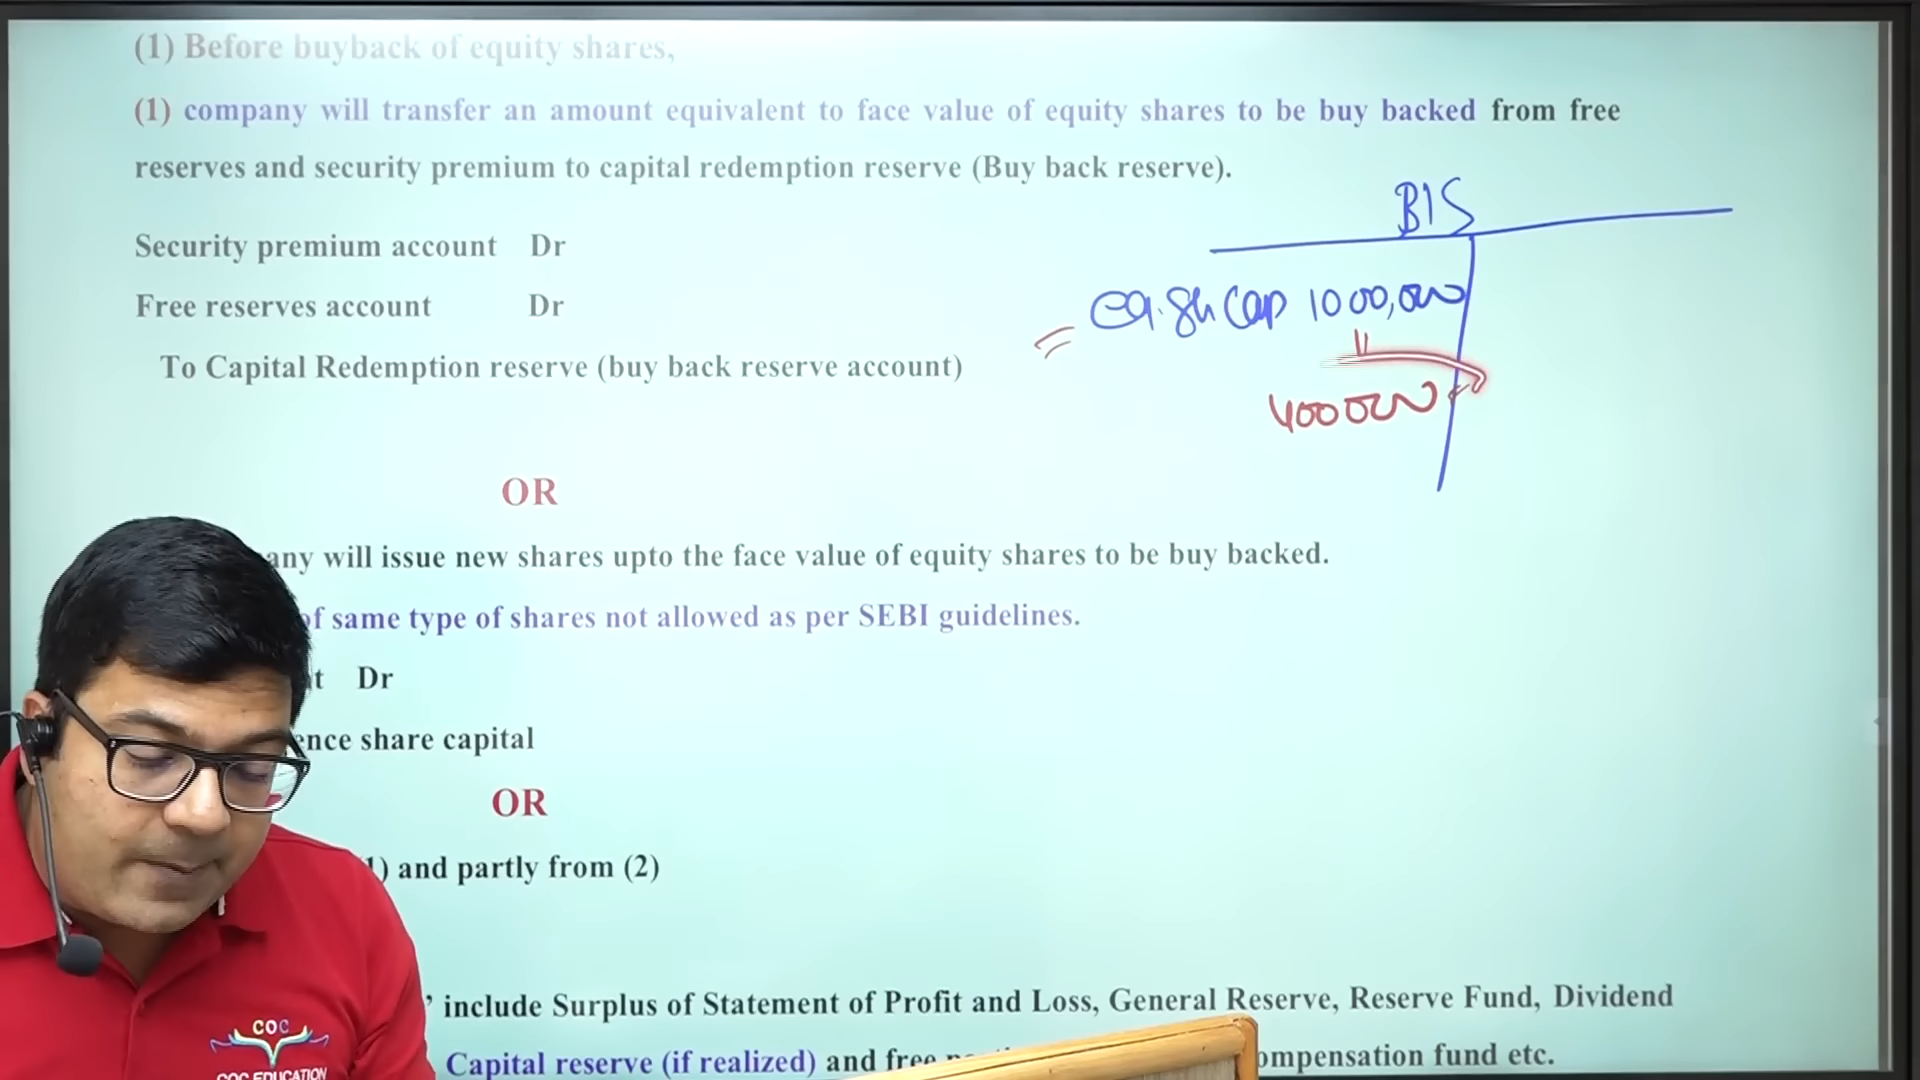 (1) Before buyback of equity shares,
(1) company will transfer an amount equivalent to face value of equity shares to be buy backed from free
reserves and security premium to capital redemption reserve (Buy back reserve).
B/S
Security premium account Dr
eq. sh Cap 1000,000
Free reserves account Dr
To Capital Redemption reserve (buy back reserve account)
400000
OR
any will issue new shares upto the face value of equity shares to be buy backed.
of same type of shares not allowed as per SEBI guidelines.
t Dr
ence share capital
OR
1) and partly from (2)
’ include Surplus of Statement of Profit and Loss, General Reserve, Reserve Fund, Dividend
Capital reserve (if realized) and free
ompensation fund etc.
COC
COC EDUCATION